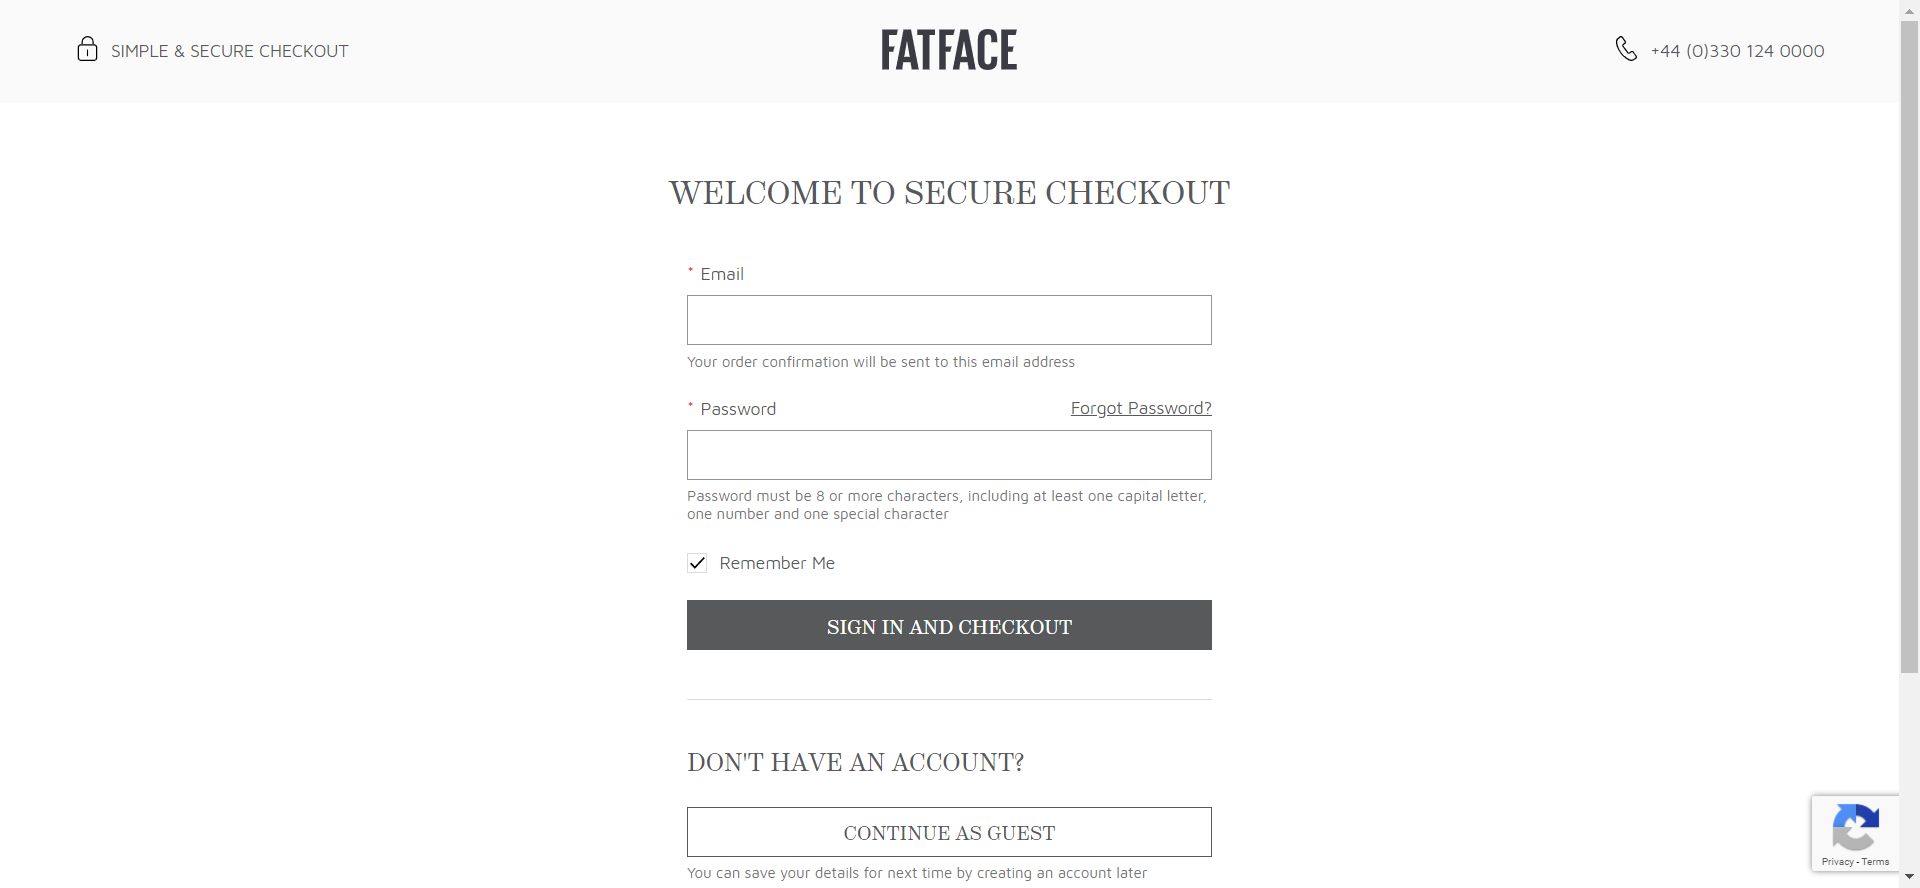 SIMPLE & SECURE CHECKOUT
FATFACE
+44 (0)330 124 0000
WELCOME TO SECURE CHECKOUT
* Email
Your order confirmation will be sent to this email address
* Password
Forgot Password?
Password must be 8 or more characters, including at least one capital letter,
one number and one special character
Remember Me
SIGN IN AND CHECKOUT
DON'T HAVE AN ACCOUNT?
CONTINUE AS GUEST
You can save your details for next time by creating an account later
Privacy - Terms